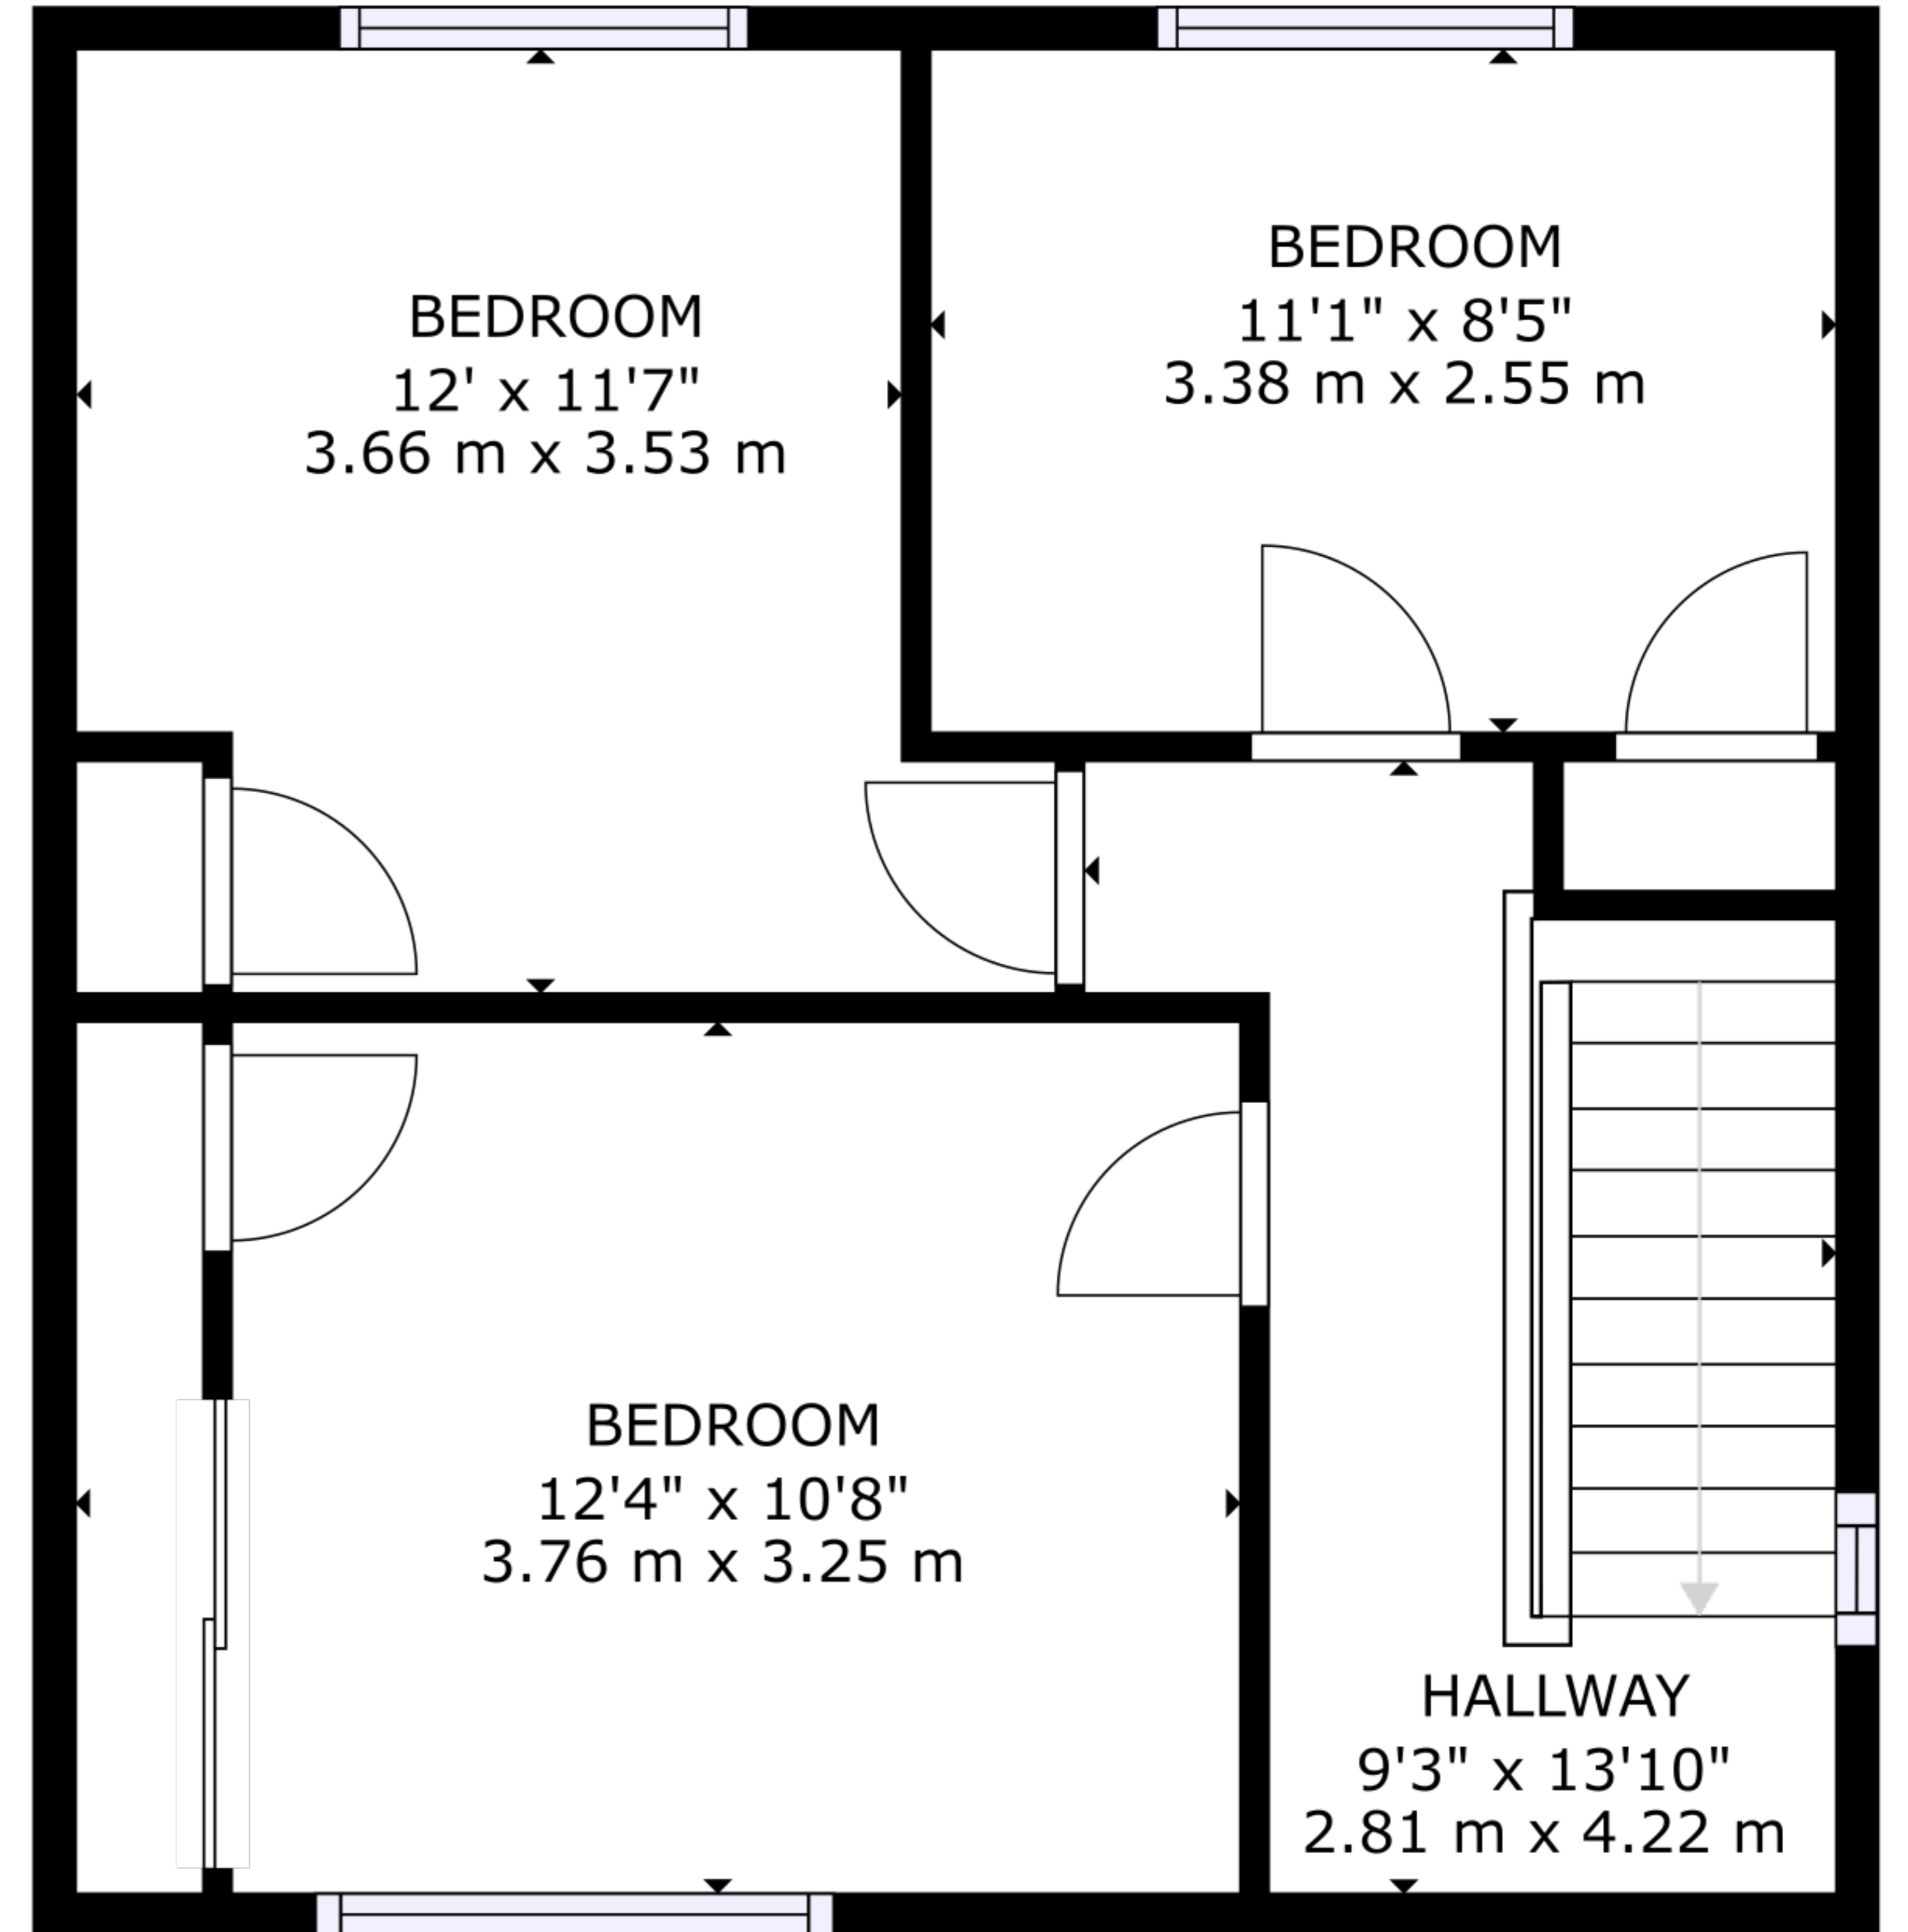 BEDROOM
12' x 11'7"
3.66 m x 3.53 m
BEDROOM
11'1" x 8'5"
3.38 m x 2.55 m
BEDROOM
12'4" x 10'8"
3.76 m x 3.25 m
HALLWAY
9'3" x 13'10"
2.81 m x 4.22 m